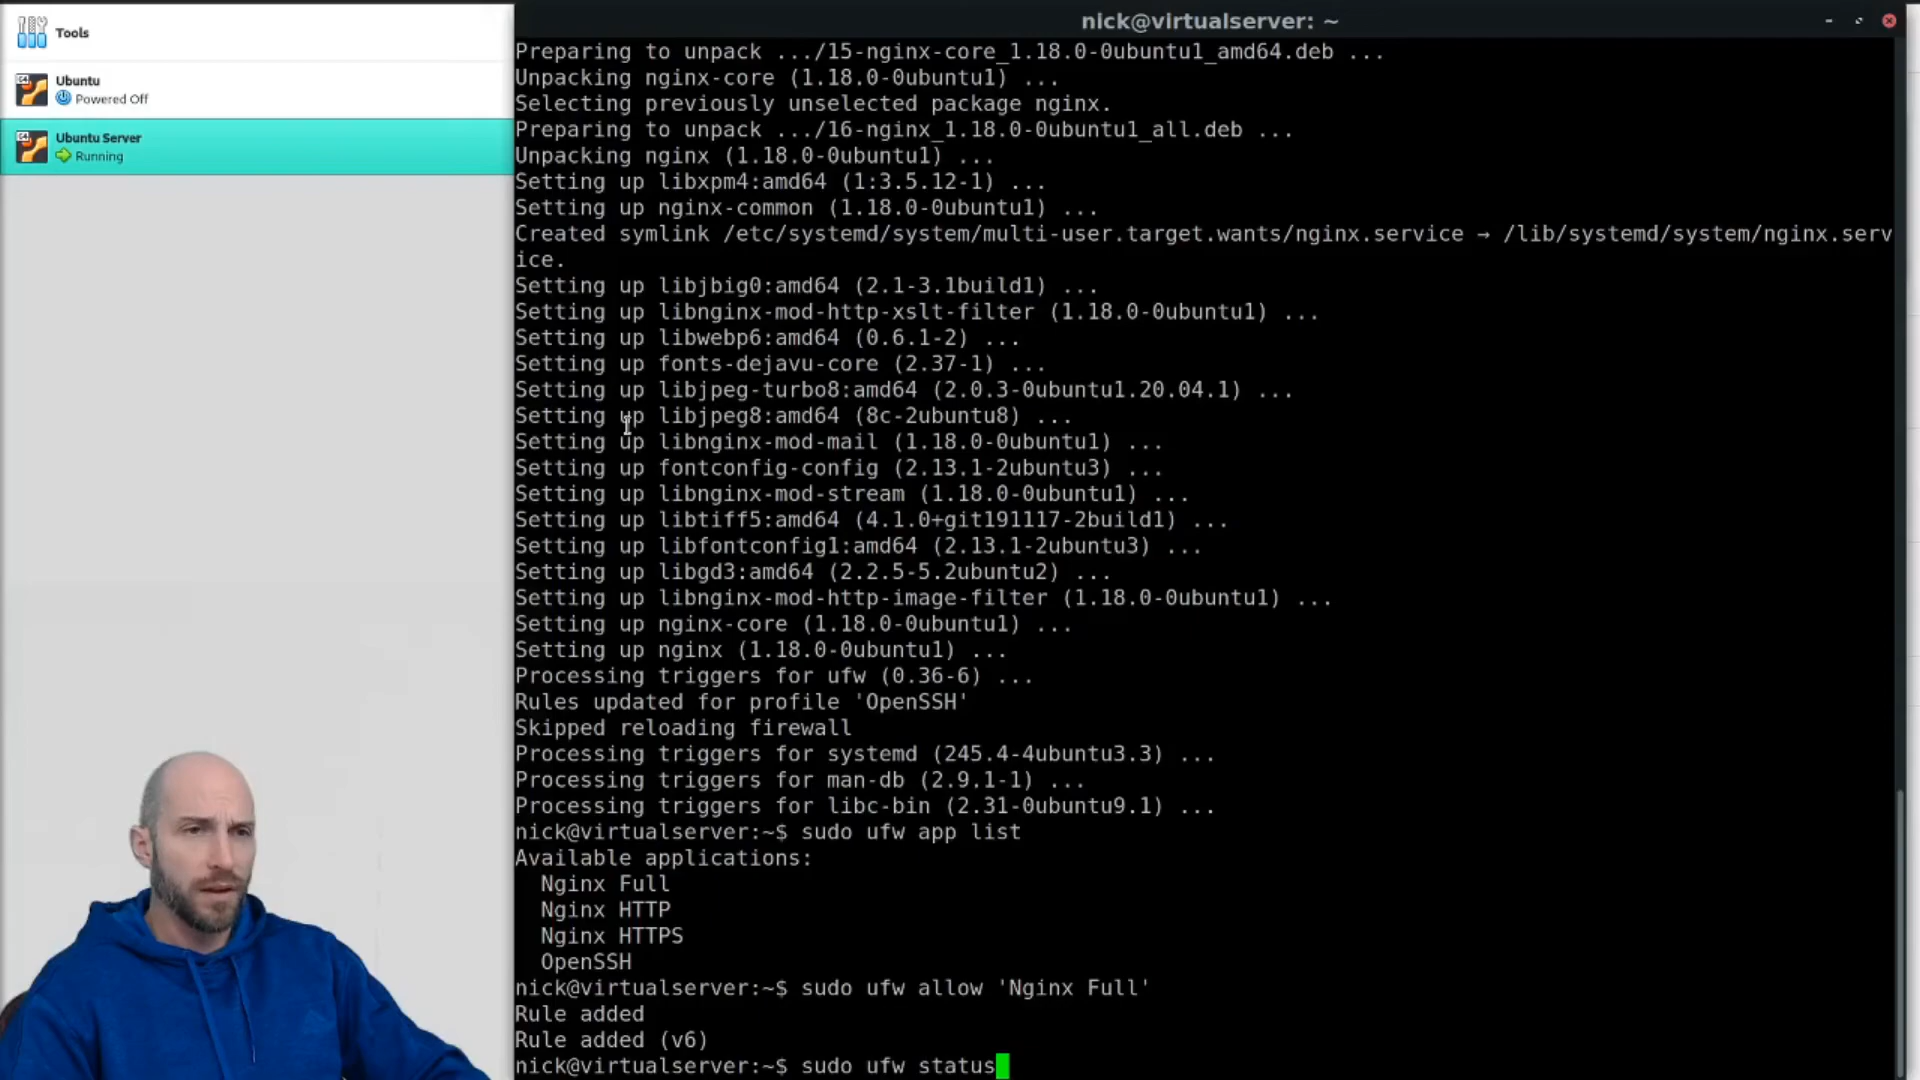 Tools
Ubuntu
Powered Off
Ubuntu Server
Running
nick@virtualserver: ~
Preparing to unpack .../15-nginx-core_1.18.0-0ubuntu1_amd64.deb ...
Unpacking nginx-core (1.18.0-0ubuntu1) ...
Selecting previously unselected package nginx.
Preparing to unpack .../16-nginx_1.18.0-0ubuntu1_all.deb ...
Unpacking nginx (1.18.0-0ubuntu1) ...
Setting up libxpm4:amd64 (1:3.5.12-1) ...
Setting up nginx-common (1.18.0-0ubuntu1) ...
Created symlink /etc/systemd/system/multi-user.target.wants/nginx.service → /lib/systemd/system/nginx.serv
ice.
Setting up libjbig0:amd64 (2.1-3.1build1) ...
Setting up libnginx-mod-http-xslt-filter (1.18.0-0ubuntu1) ...
Setting up libwebp6:amd64 (0.6.1-2) ...
Setting up fonts-dejavu-core (2.37-1) ...
Setting up libjpeg-turbo8:amd64 (2.0.3-0ubuntu1.20.04.1) ...
Setting up libjpeg8:amd64 (8c-2ubuntu8) ...
Setting up libnginx-mod-mail (1.18.0-0ubuntu1) ...
Setting up fontconfig-config (2.13.1-2ubuntu3) ...
Setting up libnginx-mod-stream (1.18.0-0ubuntu1) ...
Setting up libtiff5:amd64 (4.1.0+git191117-2build1) ...
Setting up libfontconfig1:amd64 (2.13.1-2ubuntu3) ...
Setting up libgd3:amd64 (2.2.5-5.2ubuntu2) ...
Setting up libnginx-mod-http-image-filter (1.18.0-0ubuntu1) ...
Setting up nginx-core (1.18.0-0ubuntu1) ...
Setting up nginx (1.18.0-0ubuntu1) ...
Processing triggers for ufw (0.36-6) ...
Rules updated for profile 'OpenSSH'
Skipped reloading firewall
Processing triggers for systemd (245.4-4ubuntu3.3) ...
Processing triggers for man-db (2.9.1-1) ...
Processing triggers for libc-bin (2.31-0ubuntu9.1) ...
nick@virtualserver:~$ sudo ufw app list
Available applications:
  Nginx Full
  Nginx HTTP
  Nginx HTTPS
  OpenSSH
nick@virtualserver:~$ sudo ufw allow 'Nginx Full'
Rule added
Rule added (v6)
nick@virtualserver:~$ sudo ufw status